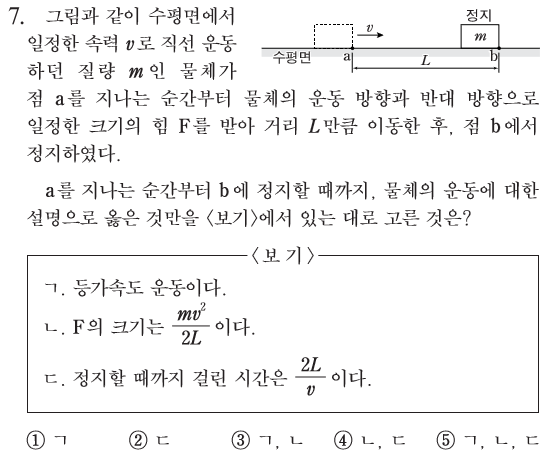 7. 그림과 같이 수평면에서
일정한 속력 v로 직선 운동
하던 질량 m인 물체가
점 a를 지나는 순간부터 물체의 운동 방향과 반대 방향으로
일정한 크기의 힘 F를 받아 거리 L만큼 이동한 후, 점 b에서
정지하였다.
정지
v
m
수평면
a
b
L
a를 지나는 순간부터 b에 정지할 때까지, 물체의 운동에 대한
설명으로 옳은 것만을 〈보기〉에서 있는 대로 고른 것은?
〈보 기〉
ㄱ. 등가속도 운동이다.
ㄴ. F의 크기는 mv²/2L 이다.
ㄷ. 정지할 때까지 걸린 시간은 2L/v 이다.
① ㄱ ② ㄷ ③ ㄱ, ㄴ ④ ㄴ, ㄷ ⑤ ㄱ, ㄴ, ㄷ